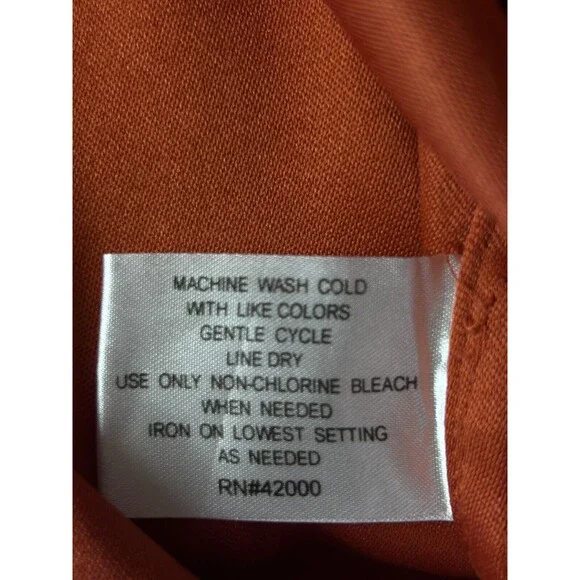 MACHINE WASH COLD
WITH LIKE COLORS
GENTLE CYCLE
LINE DRY
USE ONLY NON-CHLORINE BLEACH
WHEN NEEDED
IRON ON LOWEST SETTING
AS NEEDED
RN#42000